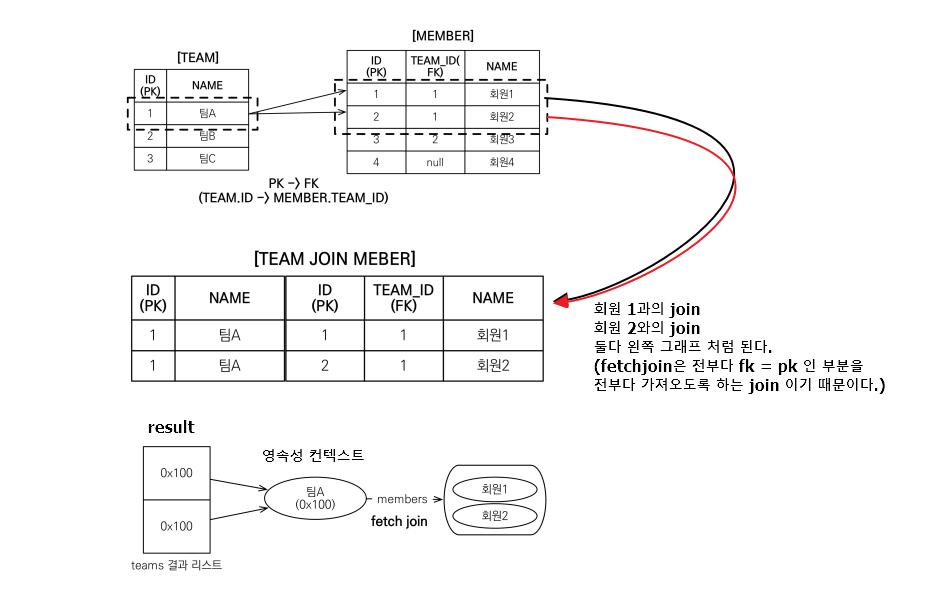 [TEAM]
ID (PK) NAME
1 팀A
2 팀B
3 팀C
[MEMBER]
ID (PK) TEAM_ID( FK) NAME
1 1 회원1
2 1 회원2
3 2 회원3
4 null 회원4
PK -> FK
(TEAM.ID -> MEMBER.TEAM_ID)
[TEAM JOIN MEBER]
ID (PK) NAME ID (PK) TEAM_ID (FK) NAME
1 팀A 1 1 회원1
1 팀A 2 1 회원2
회원 1과의 join
회원 2와의 join
둘다 왼쪽 그래프 처럼 된다.
(fetchjoin은 전부다 fk = pk 인 부분을
전부다 가져오도록 하는 join 이기 때문이다.)
result
0x100
0x100
teams 결과 리스트
영속성 컨텍스트
팀A
(0x100)
members
fetch join
회원1
회원2